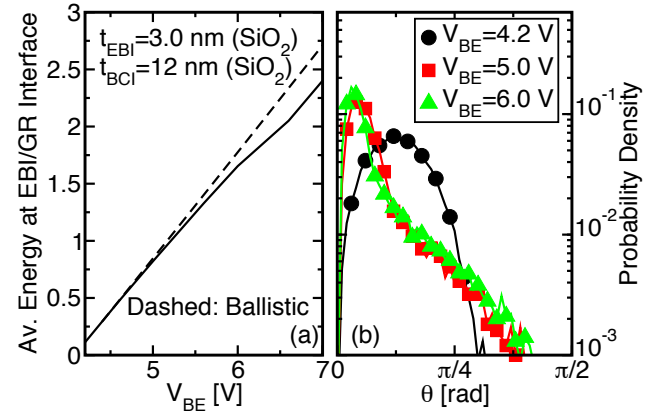 3
2.5
2
1.5
1
0.5
0
Av. Energy at EBI/GR Interface
t_EBI=3.0 nm (SiO₂)
t_BCI=12 nm (SiO₂)
Dashed: Ballistic
(a)
5 6 7
V_BE [V]
V_BE=4.2 V
V_BE=5.0 V
V_BE=6.0 V
(b)
0 π/4 π/2
θ [rad]
10⁻¹
10⁻²
10⁻³
Probability Density